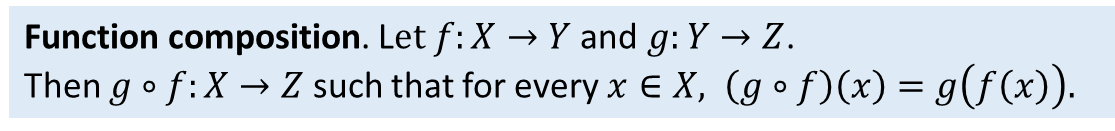 Function composition. Let f: X → Y and g: Y → Z.
Then g ∘ f: X → Z such that for every x ∈ X, (g ∘ f)(x) = g(f(x)).